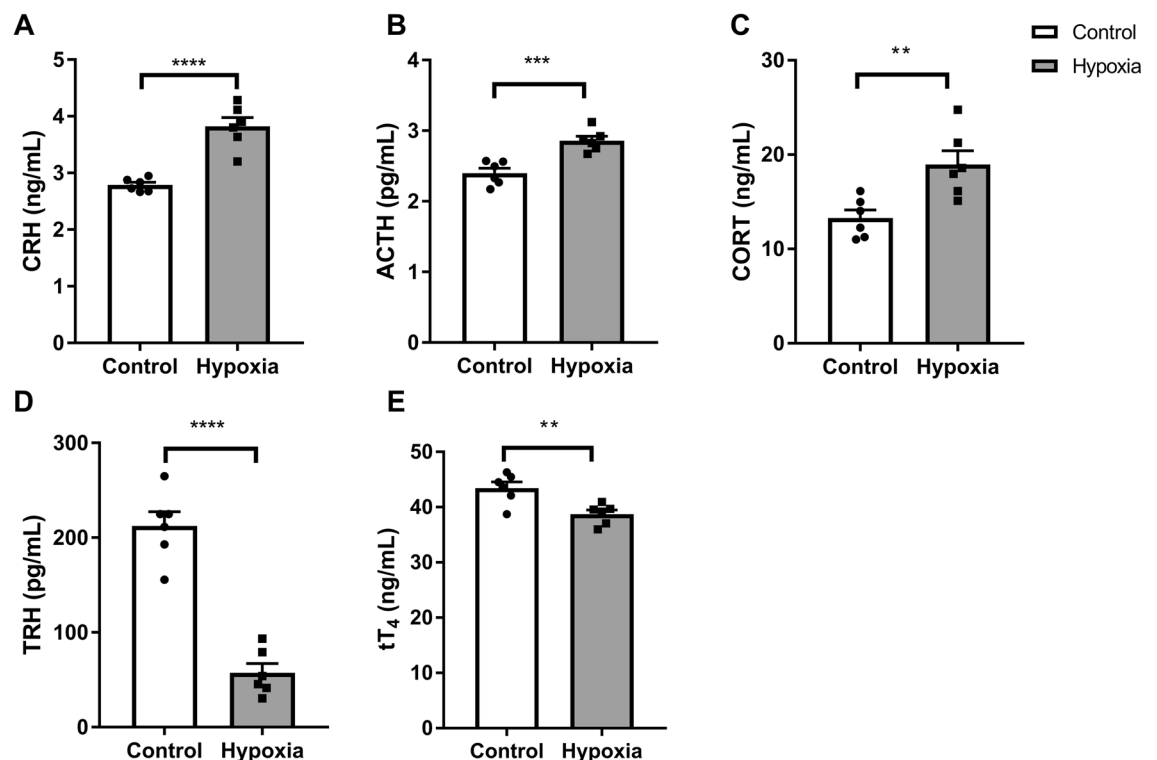 A
B
C
Control
Hypoxia
****
***
**
CRH (ng/mL)
5
4
3
2
1
0
Control Hypoxia
ACTH (pg/mL)
4
3
2
1
0
Control Hypoxia
CORT (ng/mL)
30
20
10
0
Control Hypoxia
D
E
****
**
TRH (pg/mL)
300
200
100
0
Control Hypoxia
tT₄ (ng/mL)
50
40
30
20
10
0
Control Hypoxia